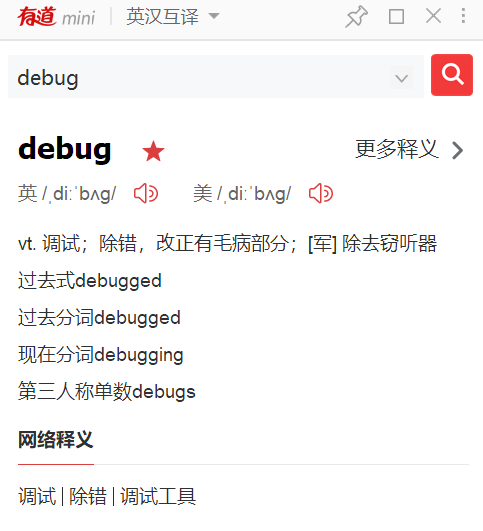 有道 mini 英汉互译
debug
debug 更多释义
英 /ˌdiːˈbʌɡ/ 美 /ˌdiːˈbʌɡ/
vt. 调试；除错，改正有毛病部分；[军] 除去窃听器
过去式debugged
过去分词debugged
现在分词debugging
第三人称单数debugs
网络释义
调试 | 除错 | 调试工具